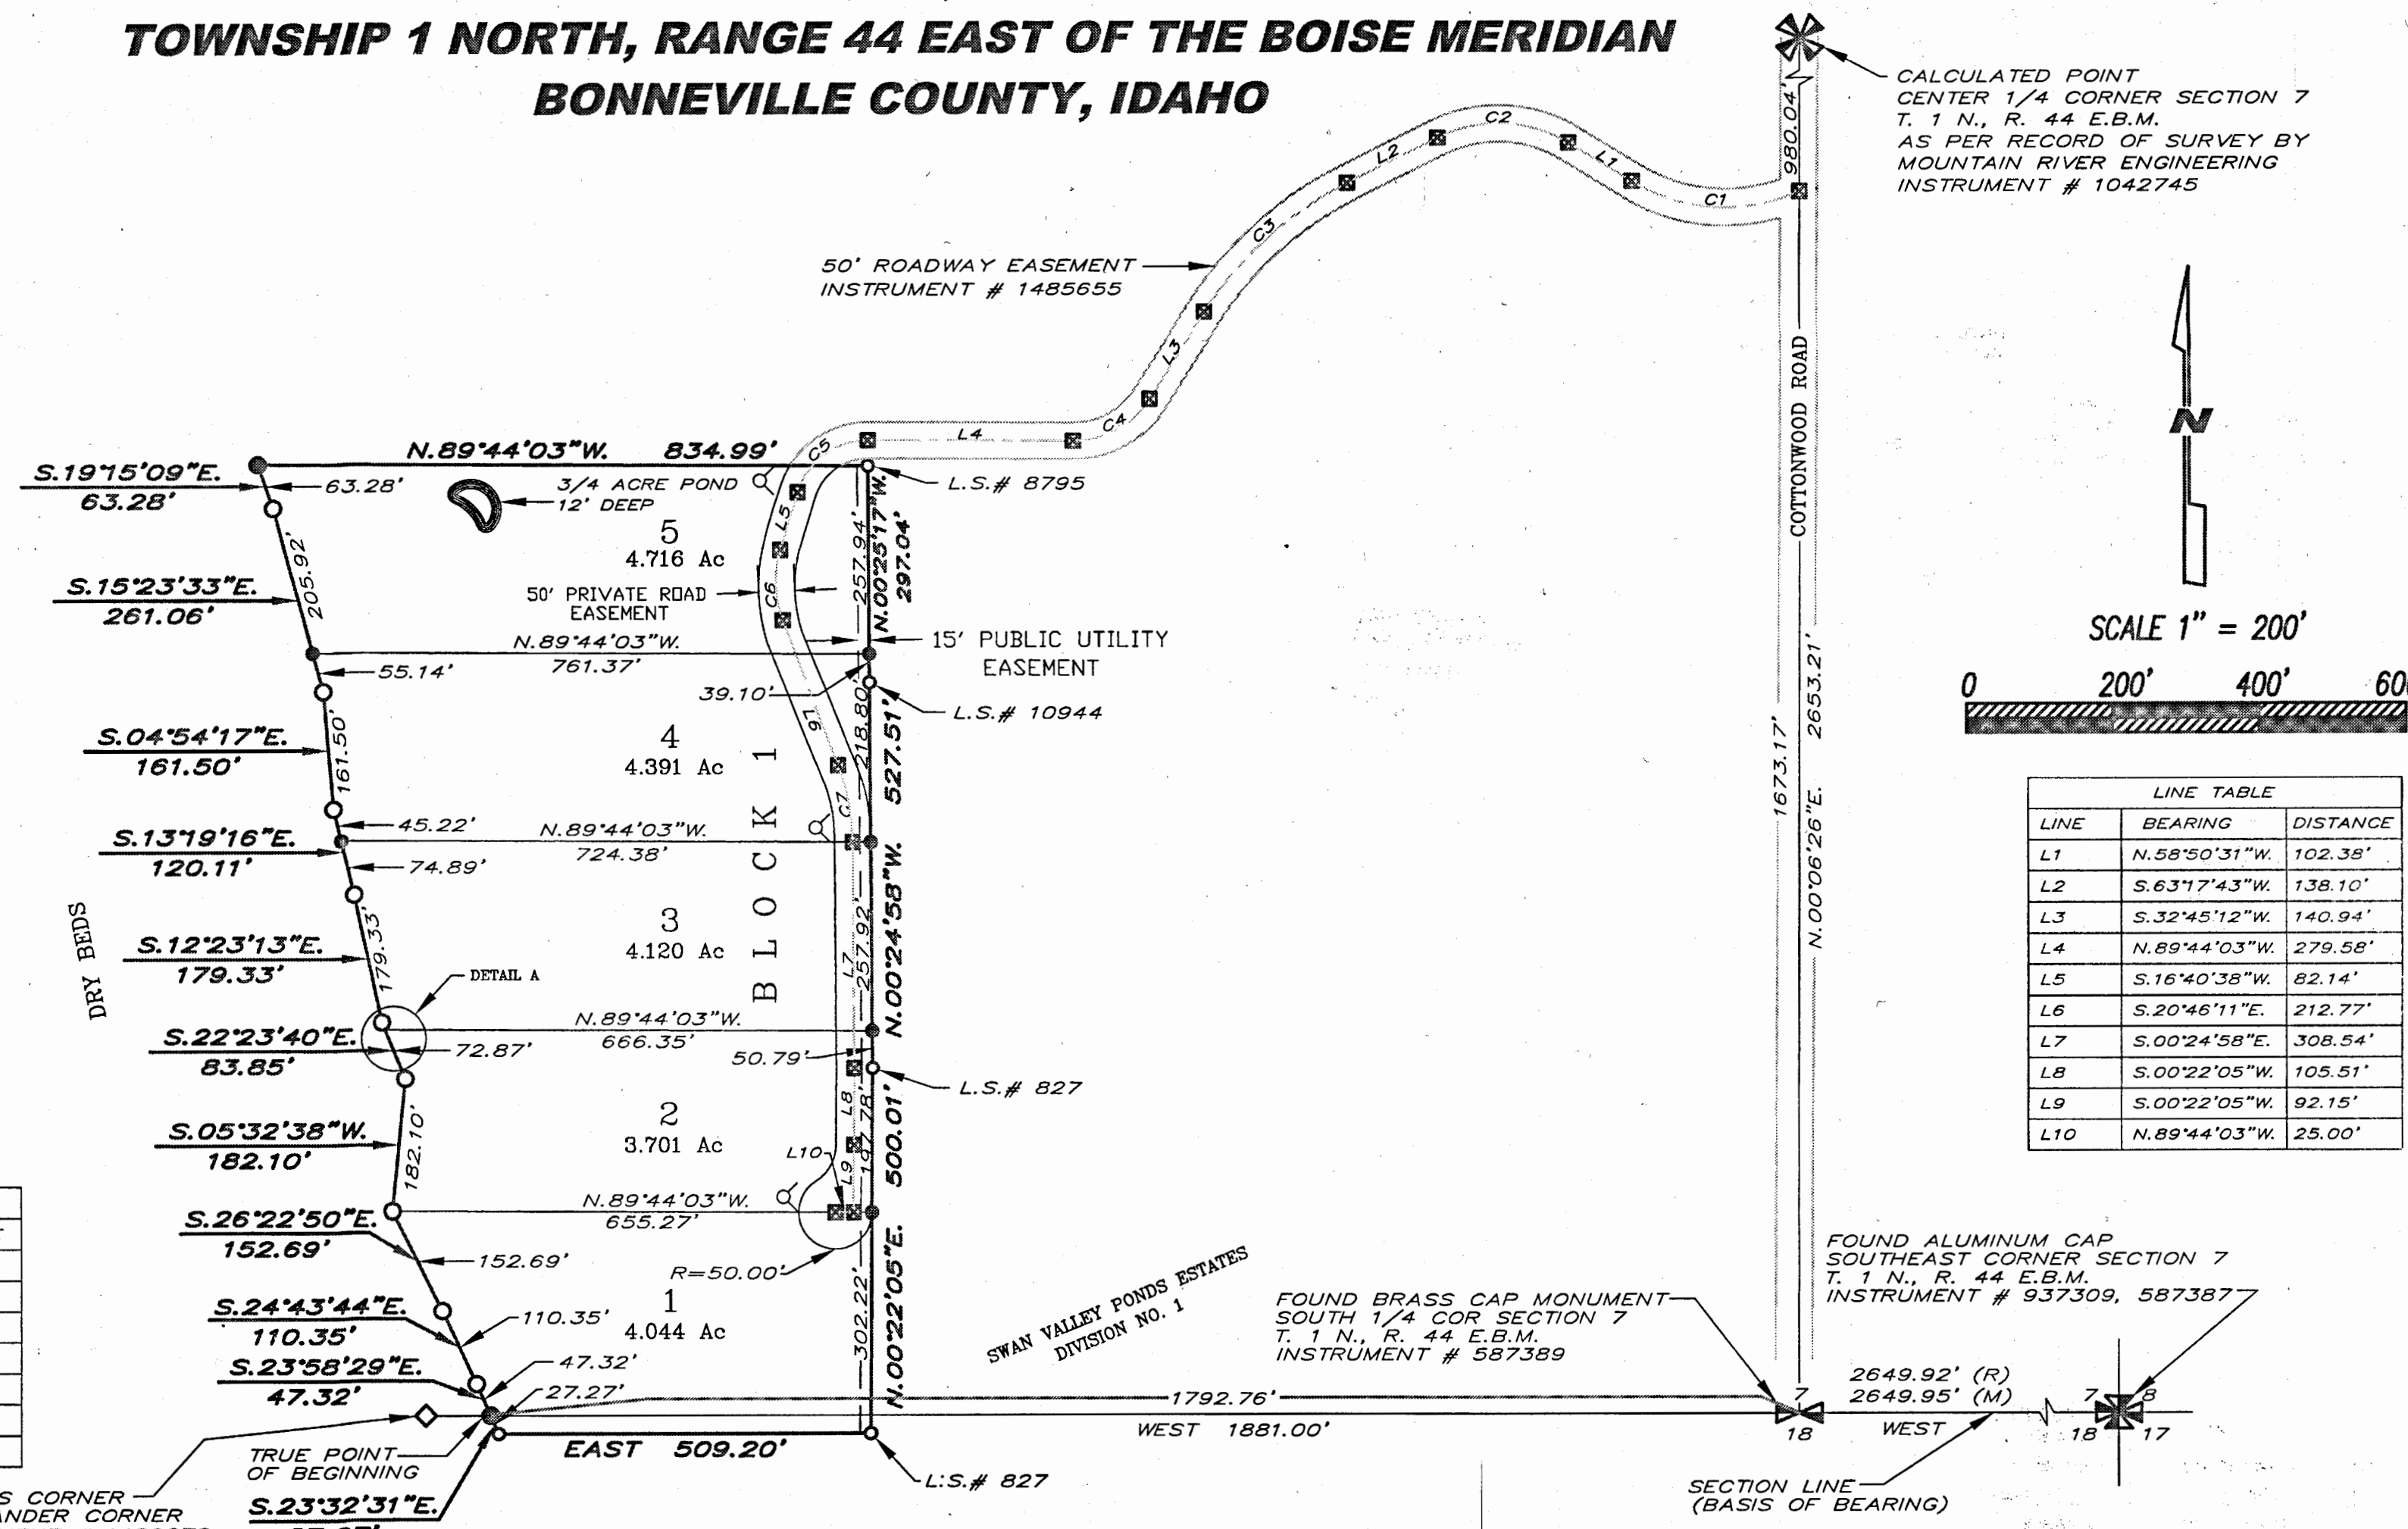 TOWNSHIP 1 NORTH, RANGE 44 EAST OF THE BOISE MERIDIAN
BONNEVILLE COUNTY, IDAHO
CALCULATED POINT
CENTER 1/4 CORNER SECTION 7
T. 1 N., R. 44 E.B.M.
AS PER RECORD OF SURVEY BY
MOUNTAIN RIVER ENGINEERING
INSTRUMENT # 1042745
980.04'
C2
L2
L1
C1
C3
50' ROADWAY EASEMENT
INSTRUMENT # 1485655
L3
C4
L4
C5
COTTONWOOD ROAD
N
SCALE 1" = 200'
0 200' 400'
N.89°44'03"W. 834.99'
S.19°15'09"E.
63.28'
63.28'
3/4 ACRE POND
12' DEEP
L.S.# 8795
5
4.716 Ac
L5
257.94'
N.00°25'17"W.
297.04'
205.92'
S.15°23'33"E.
261.06'
50' PRIVATE ROAD
EASEMENT
C6
15' PUBLIC UTILITY
EASEMENT
N.89°44'03"W.
761.37'
55.14'
39.10'
L.S.# 10944
S.04°54'17"E.
161.50'
161.50'
4
4.391 Ac
L6
218.80'
527.51'
BLOCK 1
C7
45.22'
N.89°44'03"W.
724.38'
S.13°19'16"E.
120.11'
74.89'
N.00°24'58"W.
DRY BEDS
S.12°23'13"E.
179.33'
179.33'
3
4.120 Ac
L7
257.92'
DETAIL A
N.89°44'03"W.
666.35'
S.22°23'40"E.
83.85'
72.87'
50.79'
L.S.# 827
2
3.701 Ac
L8
197.78'
500.01'
S.05°32'38"W.
182.10'
182.10'
L10
L9
N.89°44'03"W.
655.27'
S.26°22'50"E.
152.69'
152.69'
R=50.00'
1
4.044 Ac
302.22'
N.00°22'05"E.
S.24°43'44"E.
110.35'
110.35'
S.23°58'29"E.
47.32'
47.32'
27.27'
SWAN VALLEY PONDS ESTATES
DIVISION NO. 1
1673.17'
N.00°06'26"E. 2653.21'
LINE TABLE
LINE BEARING DISTANCE
L1 N.58°50'31"W. 102.38'
L2 S.63°17'43"W. 138.10'
L3 S.32°45'12"W. 140.94'
L4 N.89°44'03"W. 279.58'
L5 S.16°40'38"W. 82.14'
L6 S.20°46'11"E. 212.77'
L7 S.00°24'58"E. 308.54'
L8 S.00°22'05"W. 105.51'
L9 S.00°22'05"W. 92.15'
L10 N.89°44'03"W. 25.00'
FOUND BRASS CAP MONUMENT
SOUTH 1/4 COR SECTION 7
T. 1 N., R. 44 E.B.M.
INSTRUMENT # 587389
FOUND ALUMINUM CAP
SOUTHEAST CORNER SECTION 7
T. 1 N., R. 44 E.B.M.
INSTRUMENT # 937309, 587387
1792.76'
WEST 1881.00'
7
18
2649.92' (R)
2649.95' (M)
WEST
7 8
18 17
EAST 509.20'
TRUE POINT
OF BEGINNING
L.S.# 827
SECTION LINE
(BASIS OF BEARING)
CORNER
CORNER
S.23°32'31"E.